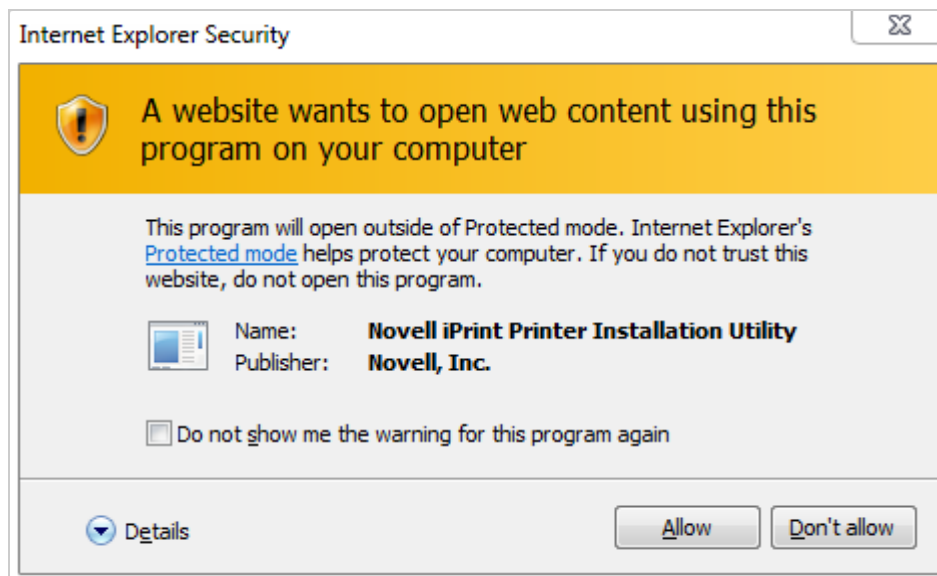 Internet Explorer Security
A website wants to open web content using this
program on your computer
This program will open outside of Protected mode. Internet Explorer's
Protected mode helps protect your computer. If you do not trust this
website, do not open this program.
Name: Novell iPrint Printer Installation Utility
Publisher: Novell, Inc.
Do not show me the warning for this program again
Details Allow Don't allow